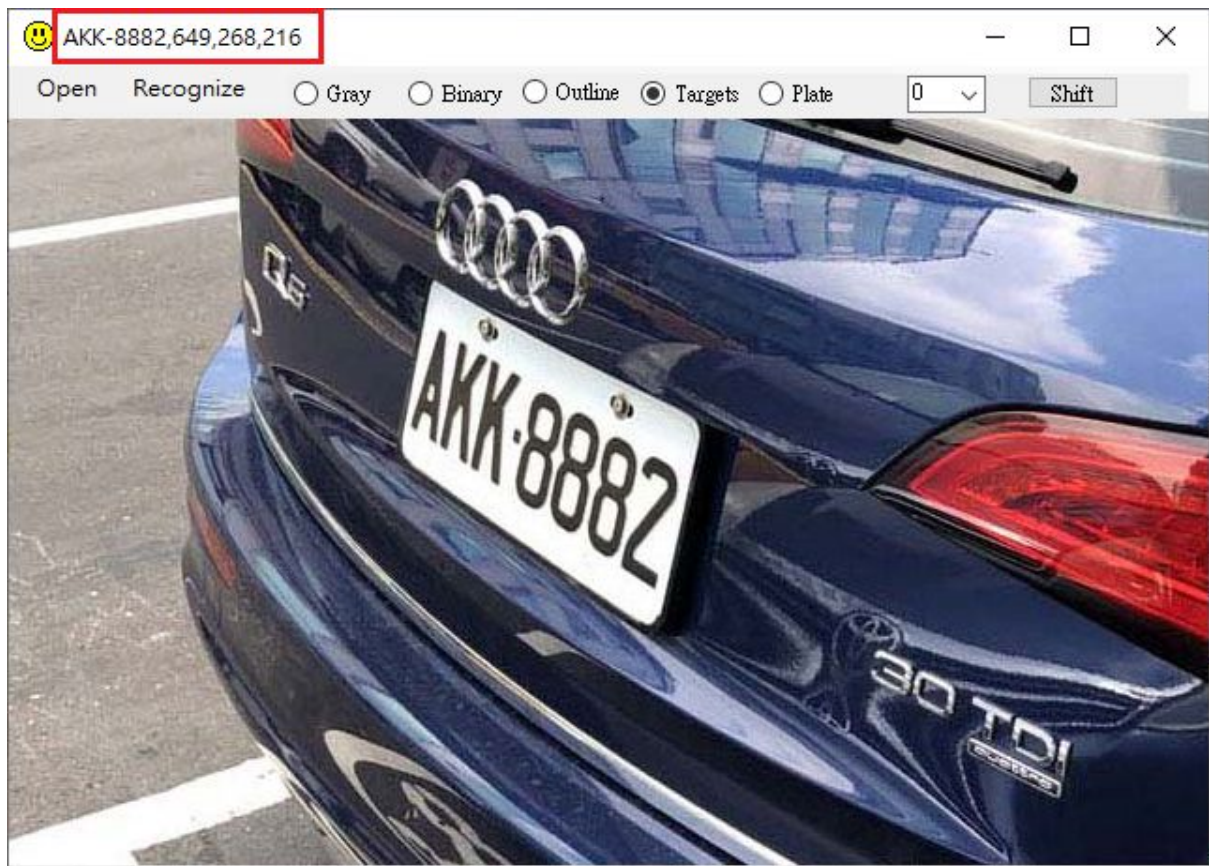 AKK-8882,649,268,216
Open Recognize Gray Binary Outline Targets Plate 0 Shift
Q5
AKK-8882
30 TDI
quattro